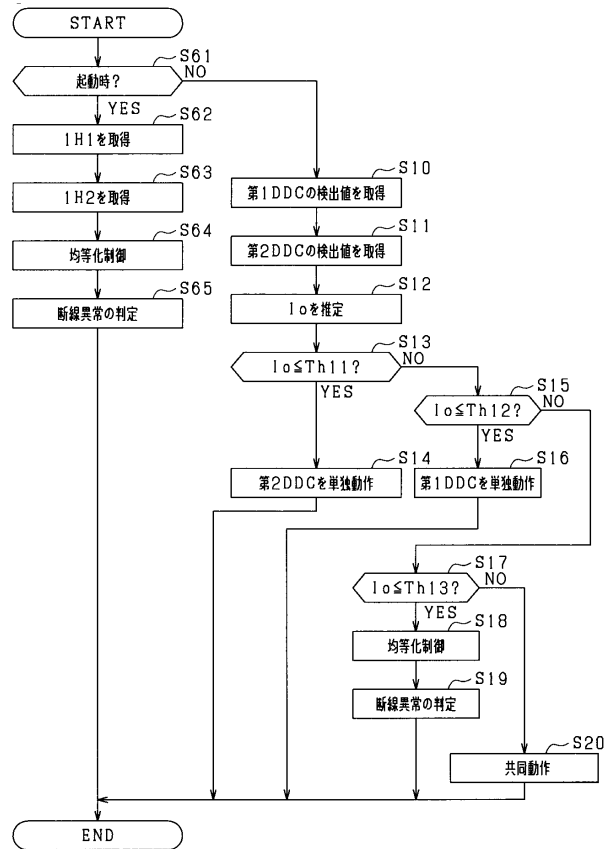 START
S61
起動時?
NO
YES
S62
1H1を取得
S63
1H2を取得
S64
均等化制御
S65
断線異常の判定
S10
第1DDCの検出値を取得
S11
第2DDCの検出値を取得
S12
Ioを推定
S13
Io≦Th11?
NO
YES
S15
Io≦Th12?
NO
YES
S14
第2DDCを単独動作
S16
第1DDCを単独動作
S17
Io≦Th13?
NO
YES
S18
均等化制御
S19
断線異常の判定
S20
共同動作
END